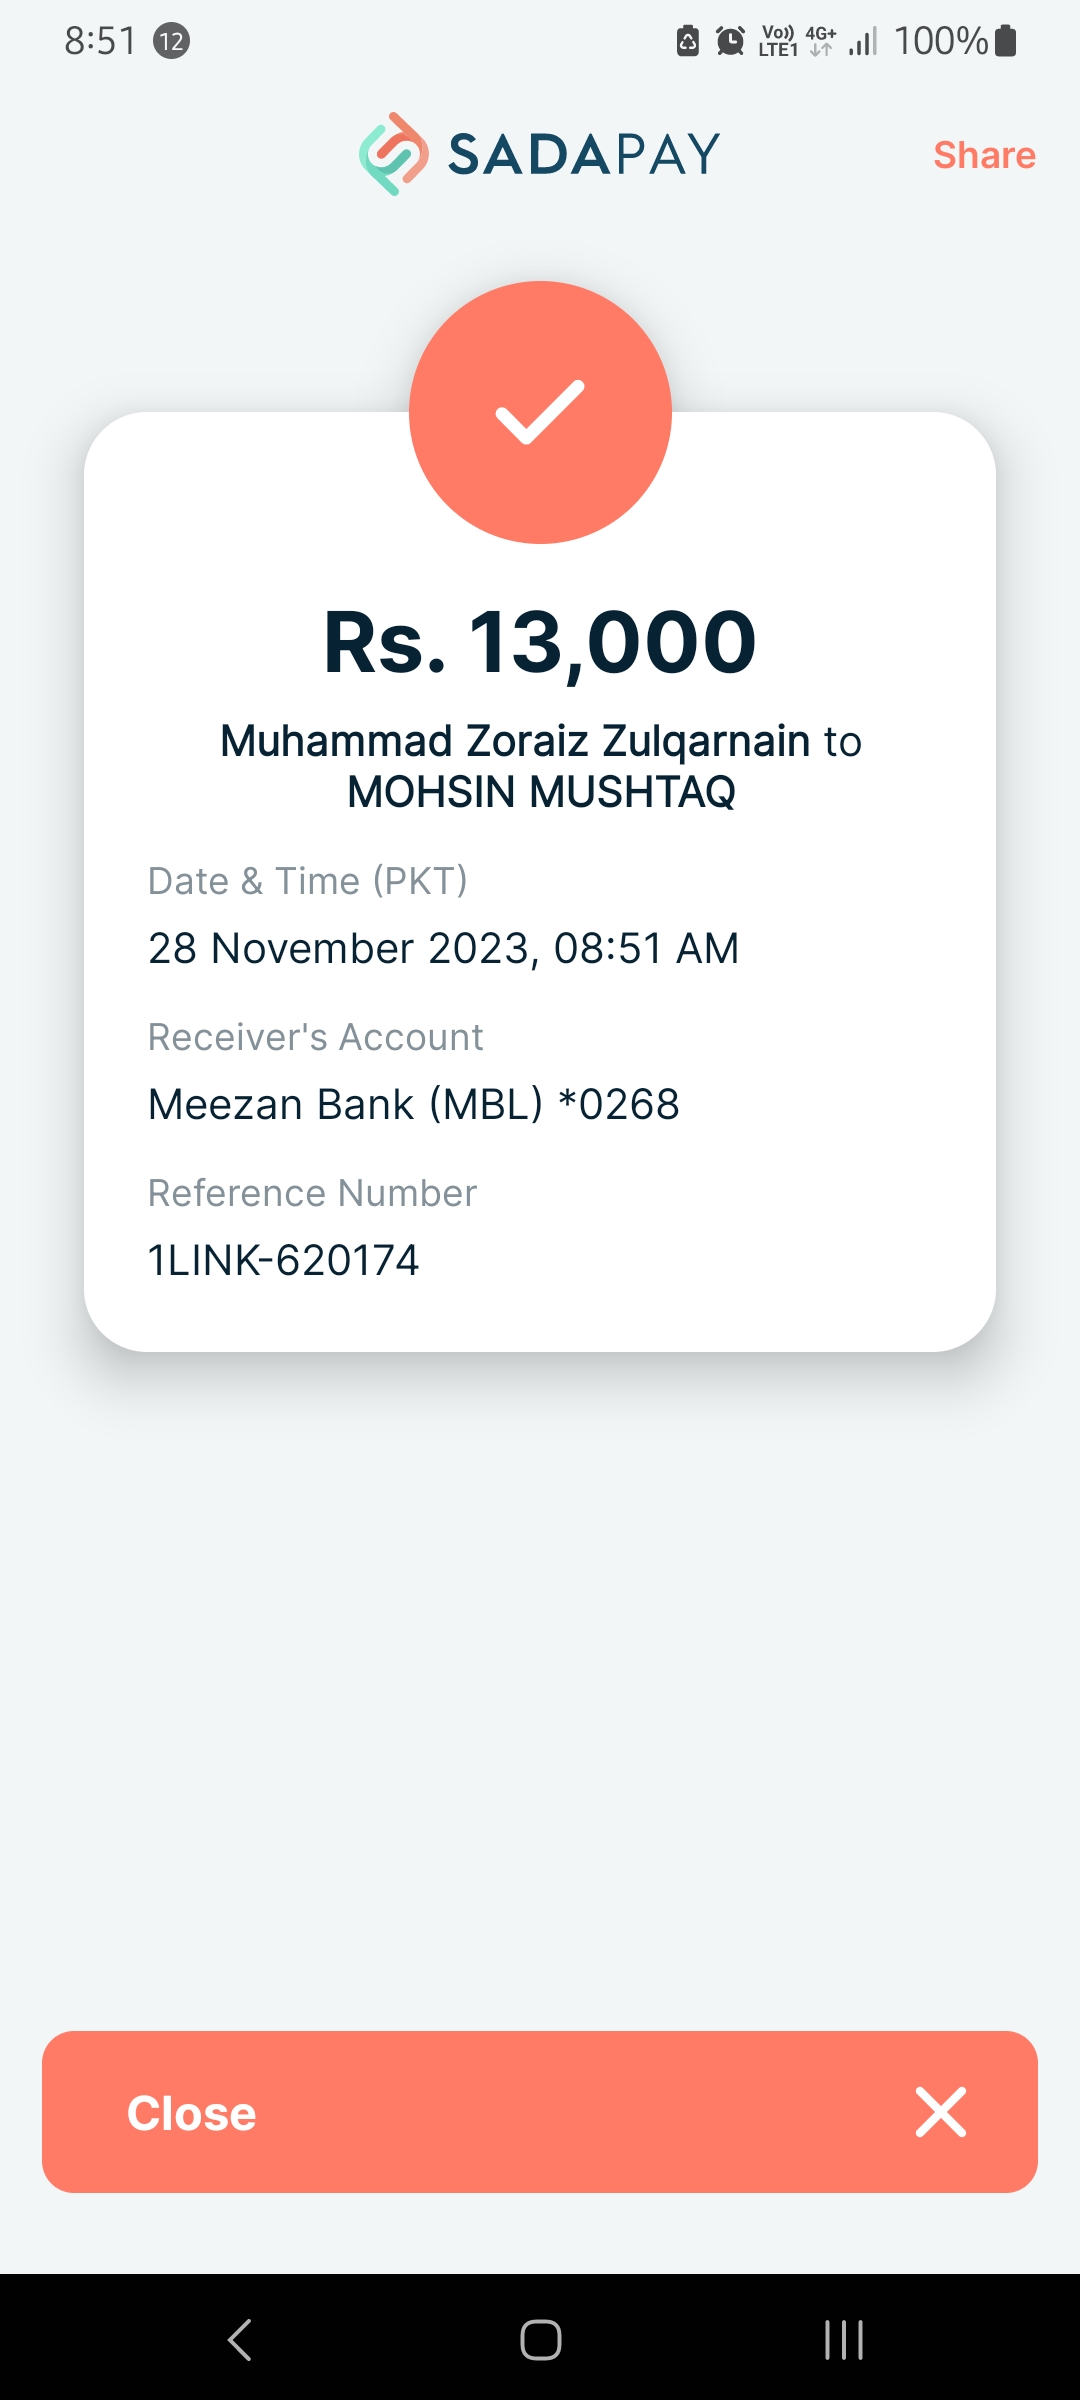 8:51 12 Vo)) LTE1 4G+ 100%
SADAPAY Share
Rs. 13,000
Muhammad Zoraiz Zulqarnain to
MOHSIN MUSHTAQ
Date & Time (PKT)
28 November 2023, 08:51 AM
Receiver's Account
Meezan Bank (MBL) *0268
Reference Number
1LINK-620174
Close